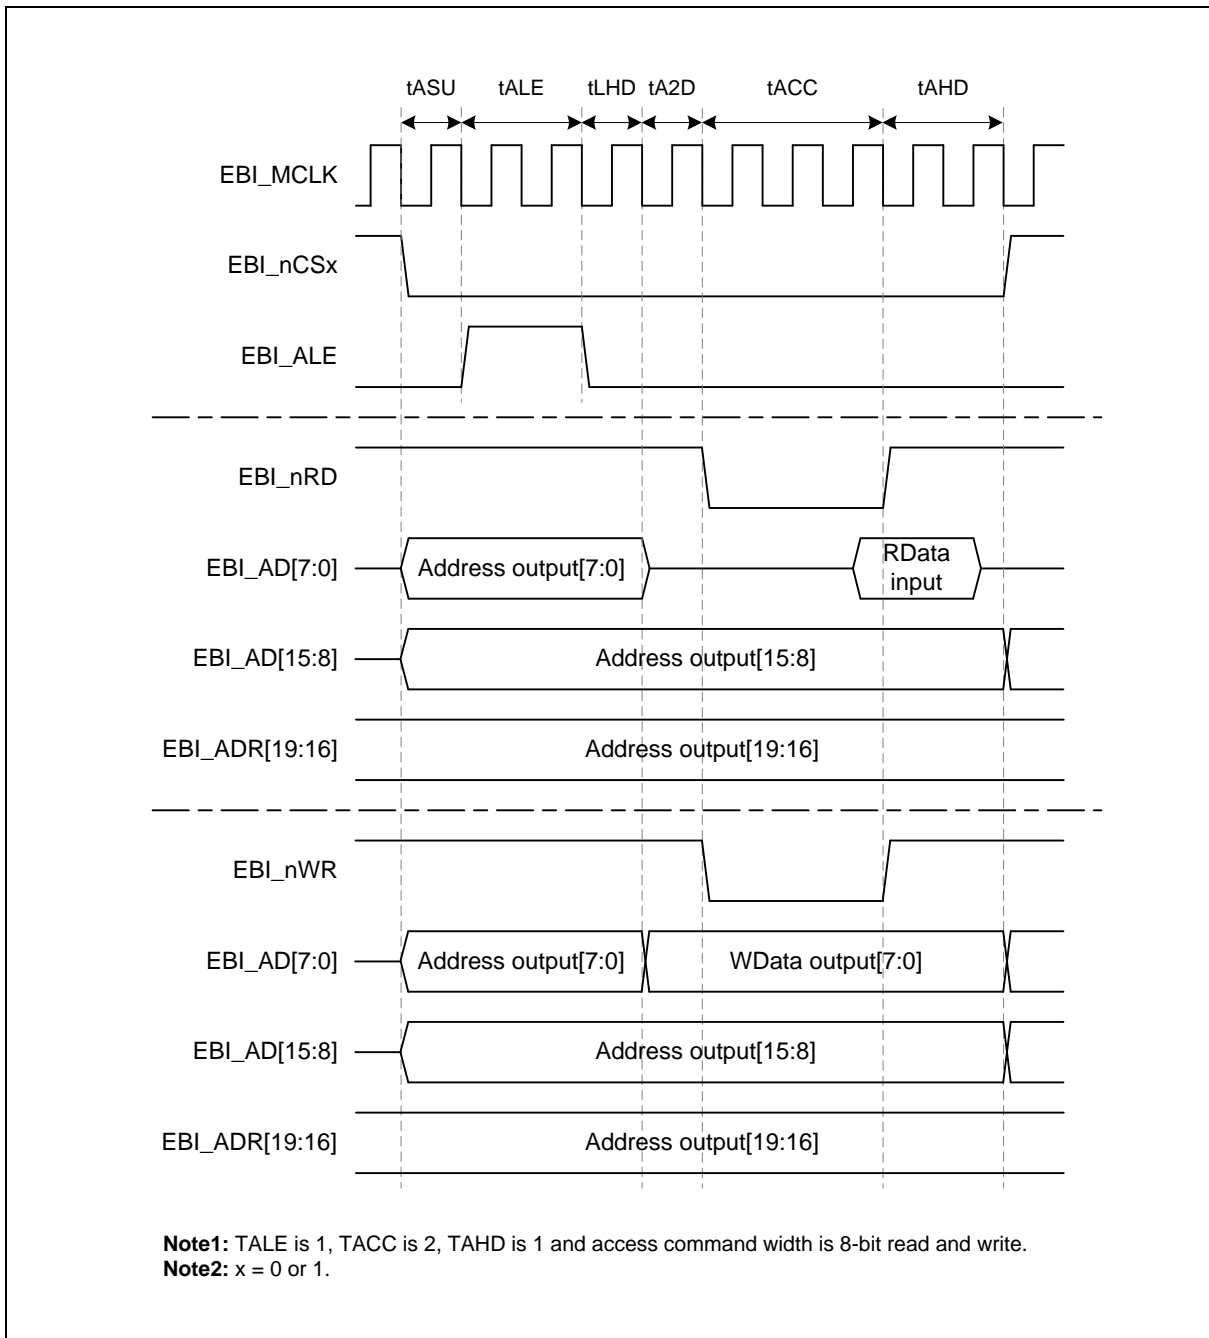 tASU tALE tLHD tA2D tACC tAHD
EBI_MCLK
EBI_nCSx
EBI_ALE
EBI_nRD
EBI_AD[7:0] Address output[7:0] RData
input
EBI_AD[15:8] Address output[15:8]
EBI_ADR[19:16] Address output[19:16]
EBI_nWR
EBI_AD[7:0] Address output[7:0] WData output[7:0]
EBI_AD[15:8] Address output[15:8]
EBI_ADR[19:16] Address output[19:16]
Note1: TALE is 1, TACC is 2, TAHD is 1 and access command width is 8-bit read and write.
Note2: x = 0 or 1.